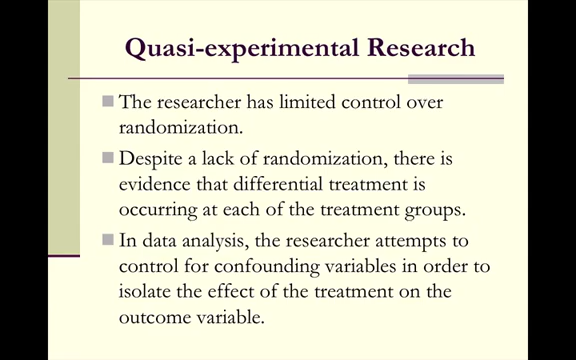 Quasi-experimental Research
The researcher has limited control over
randomization.
Despite a lack of randomization, there is
evidence that differential treatment is
occurring at each of the treatment groups.
In data analysis, the researcher attempts to
control for confounding variables in order to
isolate the effect of the treatment on the
outcome variable.